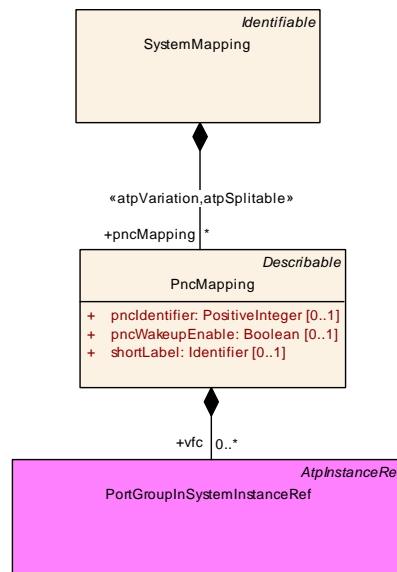 Identifiable
SystemMapping
«atpVariation,atpSplitable»
+pncMapping *
Describable
PncMapping
+ pncIdentifier: PositiveInteger [0..1]
+ pncWakeupEnable: Boolean [0..1]
+ shortLabel: Identifier [0..1]
+vfc 0..*
AtpInstanceRef
PortGroupInSystemInstanceRef